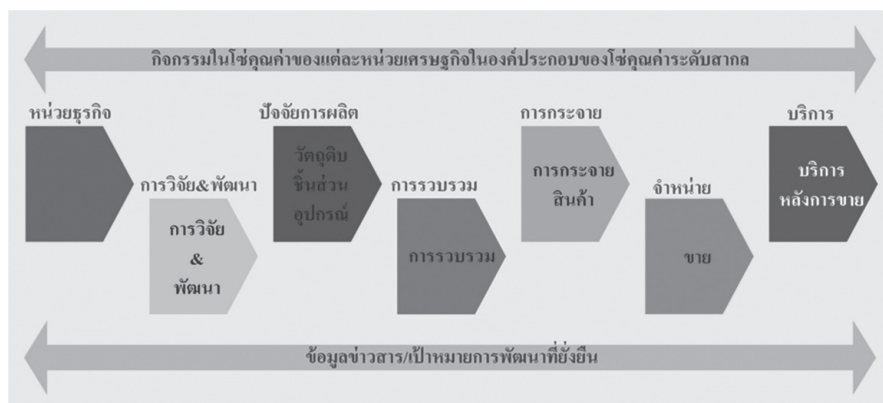 กิจกรรมในโซ่คุณค่าของแต่ละหน่วยเศรษฐกิจในองค์ประกอบของโซ่คุณค่าระดับสากล
หน่วยธุรกิจ
การวิจัย&พัฒนา
การวิจัย
&
พัฒนา
ปัจจัยการผลิต
วัตถุดิบ
ชิ้นส่วน
อุปกรณ์
การรวบรวม
การรวบรวม
การกระจาย
การกระจาย
สินค้า
จำหน่าย
ขาย
บริการ
บริการ
หลังการขาย
ข้อมูลข่าวสาร/เป้าหมายการพัฒนาที่ยั่งยืน